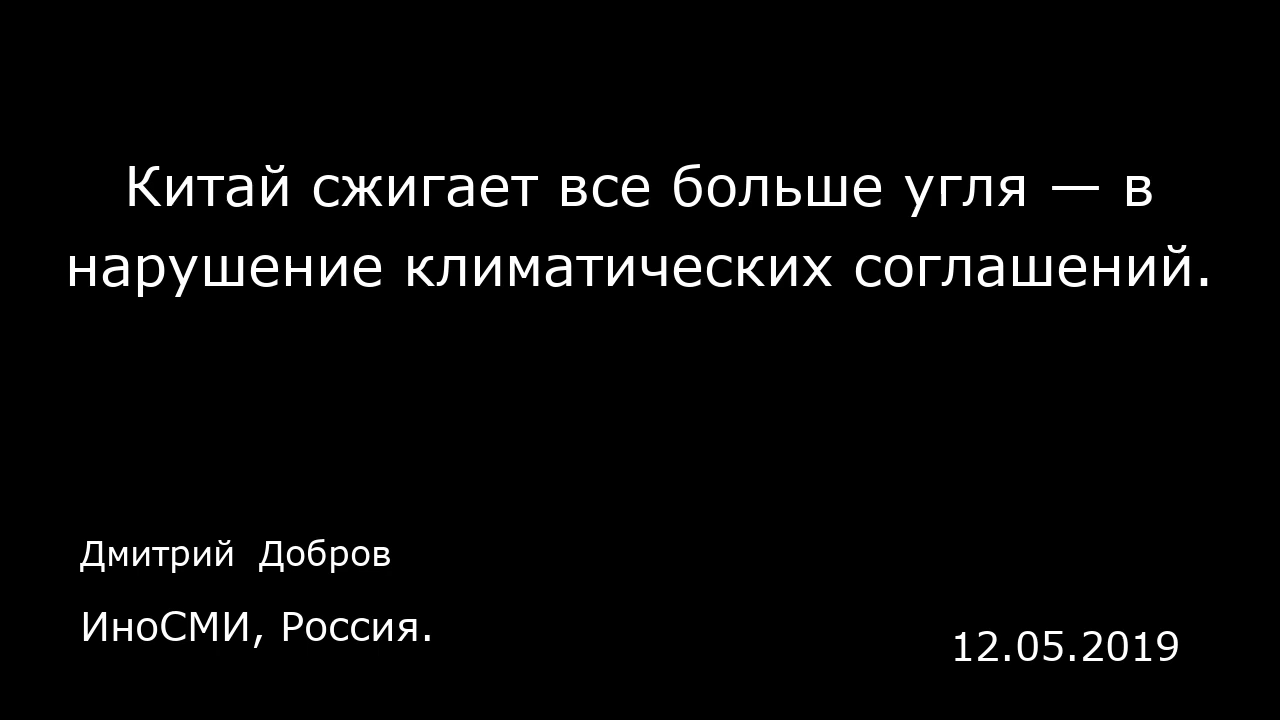 Китай сжигает все больше угля — в
нарушение климатических соглашений.
Дмитрий Добров
ИноСМИ, Россия.
12.05.2019